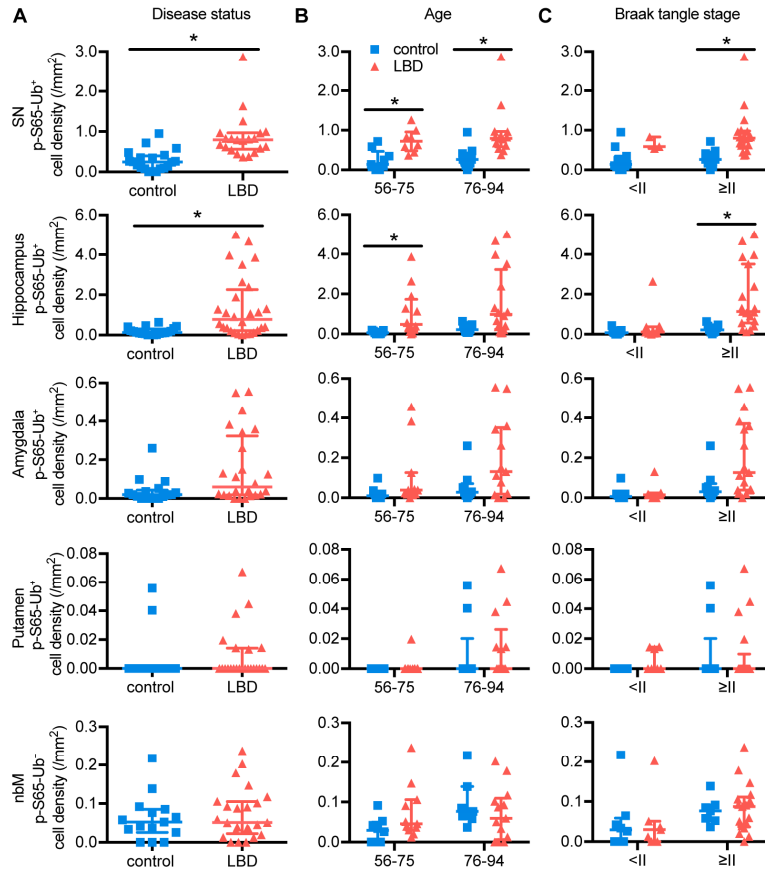 A Disease status B Age C Braak tangle stage
control
LBD
SN
p-S65-Ub⁺
cell density (/mm²)
3.0
2.0
1.0
0.0
control LBD
*
3.0
2.0
1.0
0.0
56-75 76-94
* *
3.0
2.0
1.0
0.0
<II ≥II
*
Hippocampus
p-S65-Ub⁺
cell density (/mm²)
6.0
4.0
2.0
0.0
control LBD
*
6.0
4.0
2.0
0.0
56-75 76-94
*
6.0
4.0
2.0
0.0
<II ≥II
*
Amygdala
p-S65-Ub⁺
cell density (/mm²)
0.6
0.4
0.2
0.0
control LBD
0.6
0.4
0.2
0.0
56-75 76-94
0.6
0.4
0.2
0.0
<II ≥II
Putamen
p-S65-Ub⁺
cell density (/mm²)
0.08
0.06
0.04
0.02
0.00
control LBD
0.08
0.06
0.04
0.02
0.00
56-75 76-94
0.08
0.06
0.04
0.02
0.00
<II ≥II
nbM
p-S65-Ub⁻
cell density (/mm²)
0.3
0.2
0.1
0.0
control LBD
0.3
0.2
0.1
0.0
56-75 76-94
0.3
0.2
0.1
0.0
<II ≥II